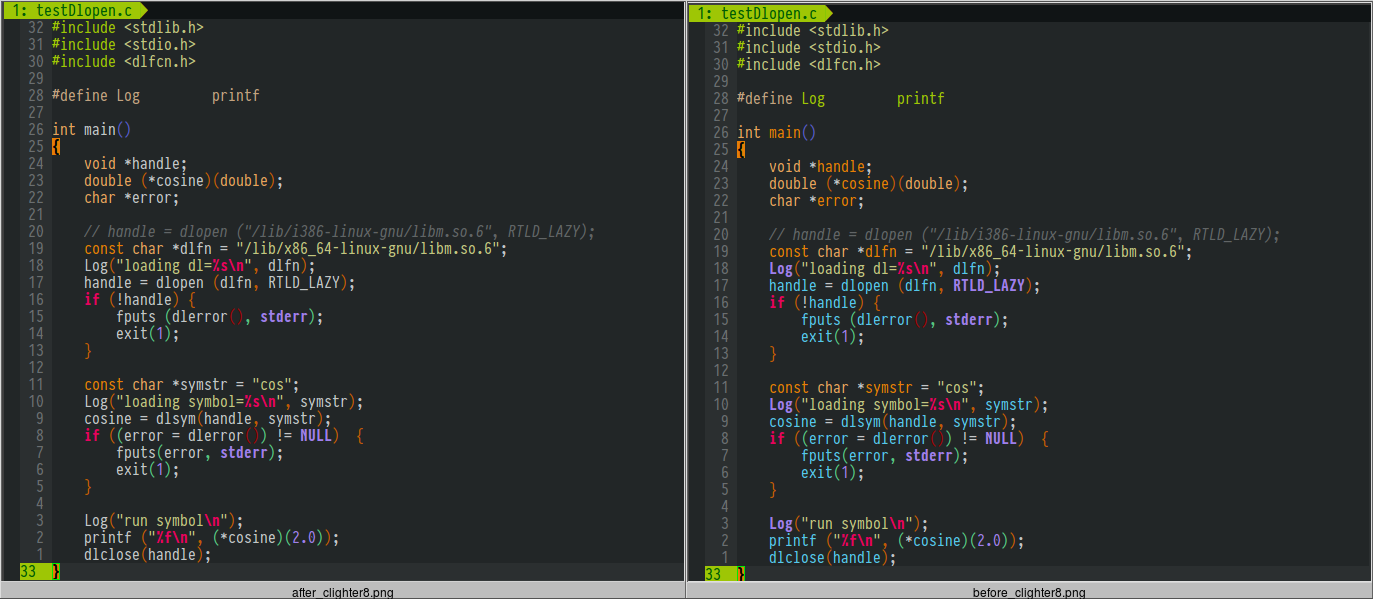 1: testDlopen.c
32 #include <stdlib.h>
31 #include <stdio.h>
30 #include <dlfcn.h>
29
28 #define Log         printf
27
26 int main()
25 {
24     void *handle;
23     double (*cosine)(double);
22     char *error;
21
20     // handle = dlopen ("/lib/i386-linux-gnu/libm.so.6", RTLD_LAZY);
19     const char *dlfn = "/lib/x86_64-linux-gnu/libm.so.6";
18     Log("loading dl=%s\n", dlfn);
17     handle = dlopen (dlfn, RTLD_LAZY);
16     if (!handle) {
15         fputs (dlerror(), stderr);
14         exit(1);
13     }
12
11     const char *symstr = "cos";
10     Log("loading symbol=%s\n", symstr);
9     cosine = dlsym(handle, symstr);
8     if ((error = dlerror()) != NULL)  {
7         fputs(error, stderr);
6         exit(1);
5     }
4
3     Log("run symbol\n");
2     printf ("%f\n", (*cosine)(2.0));
1     dlclose(handle);
33 }
after_clighter8.png
1: testDlopen.c
32 #include <stdlib.h>
31 #include <stdio.h>
30 #include <dlfcn.h>
29
28 #define Log         printf
27
26 int main()
25 {
24     void *handle;
23     double (*cosine)(double);
22     char *error;
21
20     // handle = dlopen ("/lib/i386-linux-gnu/libm.so.6", RTLD_LAZY);
19     const char *dlfn = "/lib/x86_64-linux-gnu/libm.so.6";
18     Log("loading dl=%s\n", dlfn);
17     handle = dlopen (dlfn, RTLD_LAZY);
16     if (!handle) {
15         fputs (dlerror(), stderr);
14         exit(1);
13     }
12
11     const char *symstr = "cos";
10     Log("loading symbol=%s\n", symstr);
9     cosine = dlsym(handle, symstr);
8     if ((error = dlerror()) != NULL)  {
7         fputs(error, stderr);
6         exit(1);
5     }
4
3     Log("run symbol\n");
2     printf ("%f\n", (*cosine)(2.0));
1     dlclose(handle);
33 }
before_clighter8.png